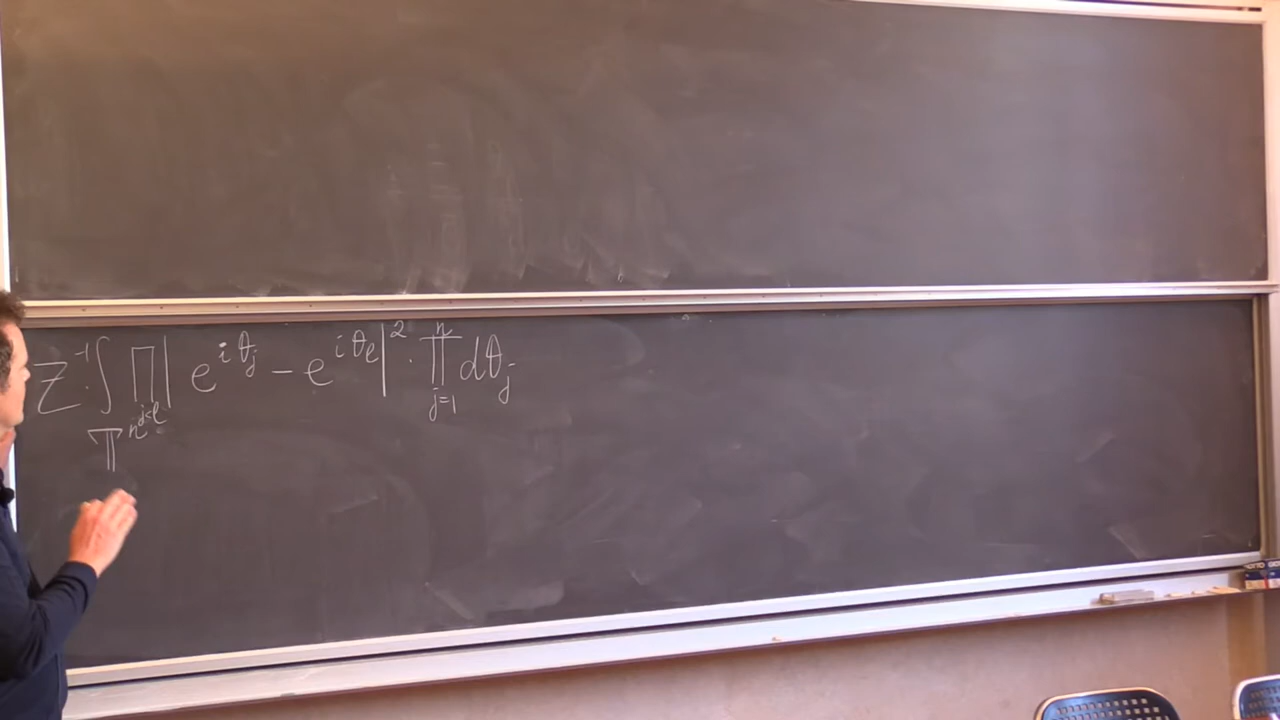 Z^{-1} · ∫_{𝕋^n} ∏_{j<ℓ} | e^{iθ_j} − e^{iθ_ℓ} |^2 · ∏_{j=1}^{n} dθ_j